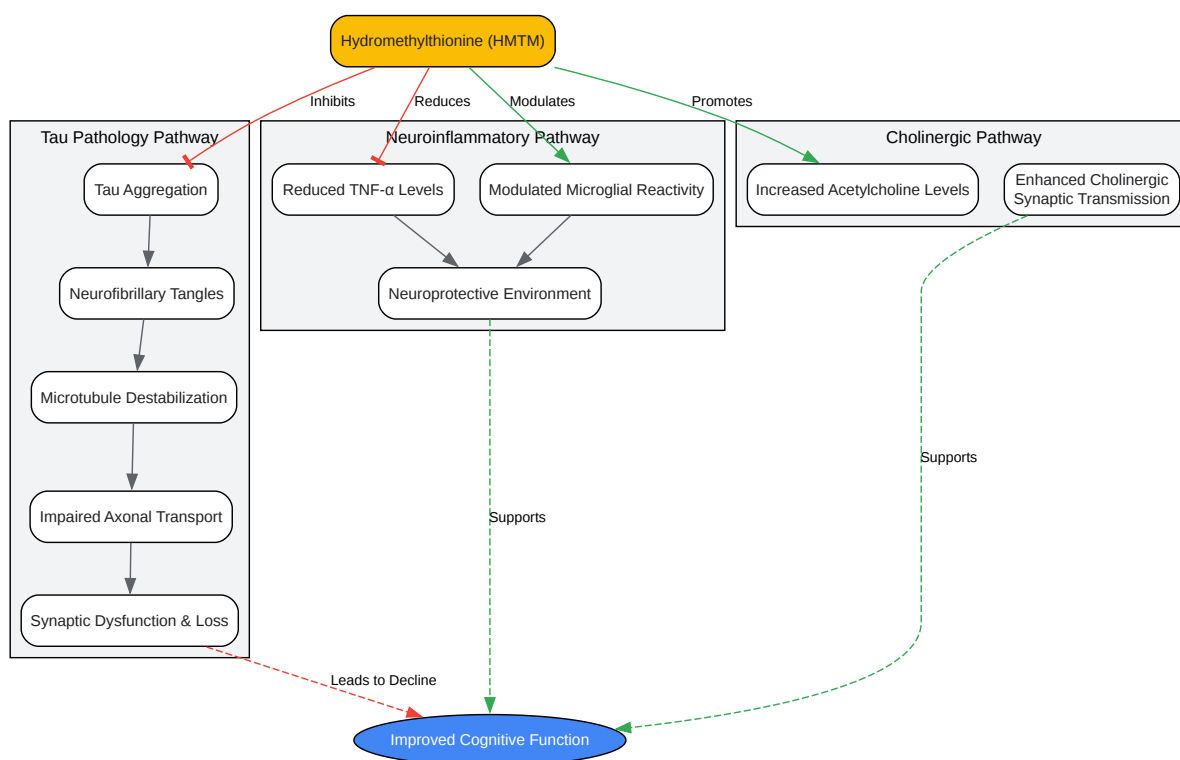 Hydromethylthionine (HMTM)
Inhibits
Reduces
Modulates
Promotes
Tau Pathology Pathway
Neuroinflammatory Pathway
Cholinergic Pathway
Tau Aggregation
Reduced TNF-α Levels
Modulated Microglial Reactivity
Increased Acetylcholine Levels
Enhanced Cholinergic
Synaptic Transmission
Neurofibrillary Tangles
Neuroprotective Environment
Microtubule Destabilization
Supports
Impaired Axonal Transport
Supports
Synaptic Dysfunction & Loss
Leads to Decline
Improved Cognitive Function